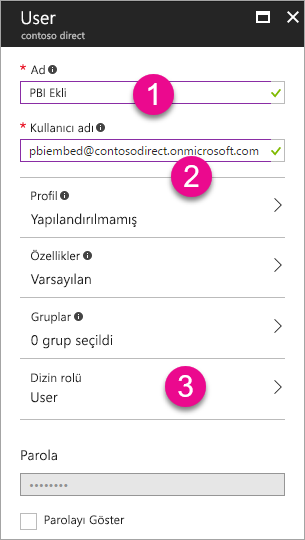 User
contoso direct
* Ad
PBI Ekli
1
* Kullanıcı adı
pbiembed@contosodirect.onmicrosoft.com
2
Profil
Yapılandırılmamış
Özellikler
Varsayılan
Gruplar
0 grup seçildi
Dizin rolü
User
3
Parola
••••••••
Parolayı Göster